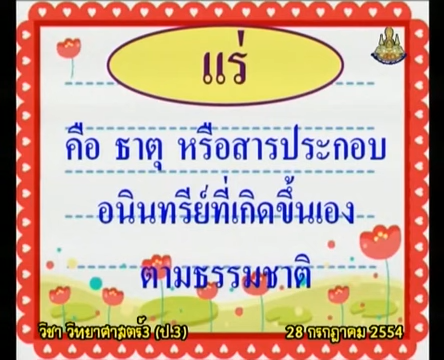 แร่
คือ ธาตุ หรือสารประกอบ
อนินทรีย์ที่เกิดขึ้นเอง
ตามธรรมชาติ
วิชา วิทยาศาสตร์3 (ป.3) 28 กรกฎาคม 2554